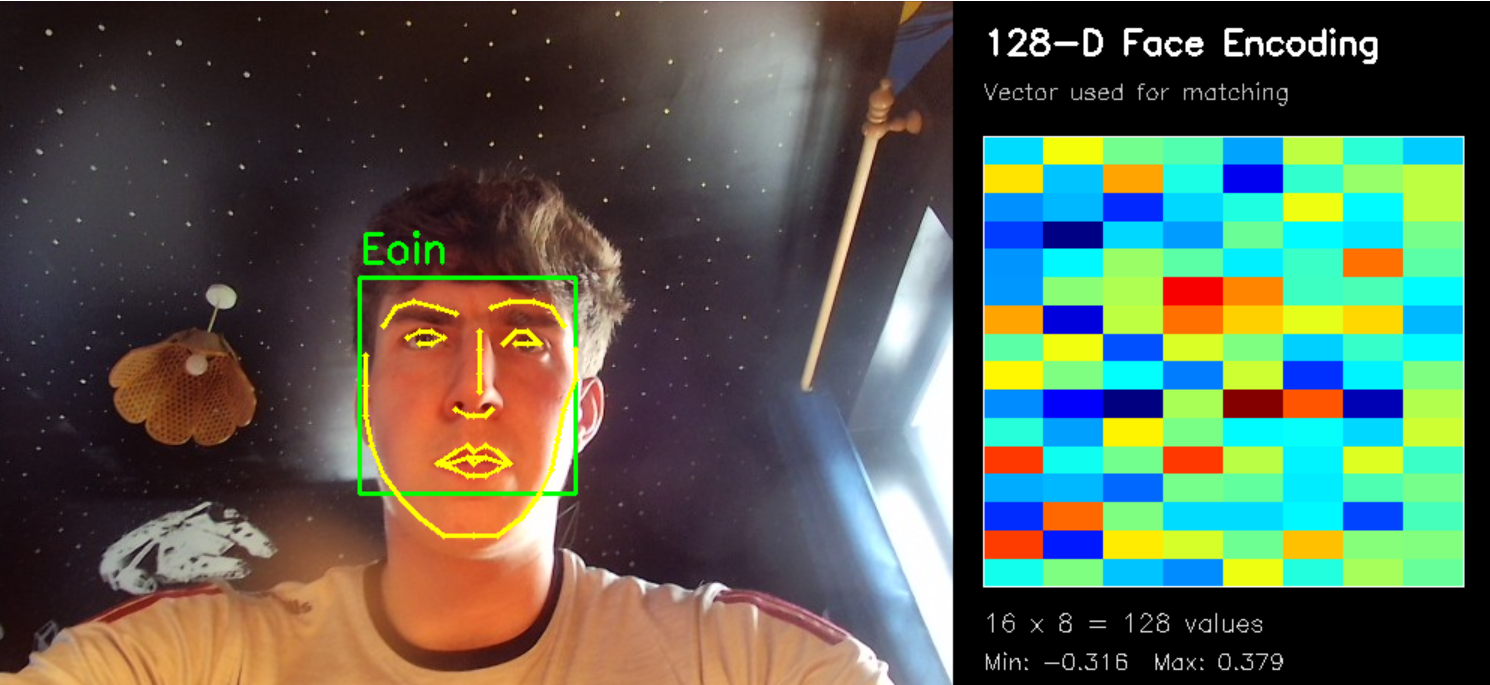 Eoin
128-D Face Encoding
Vector used for matching
16 x 8 = 128 values
Min: -0.316 Max: 0.379